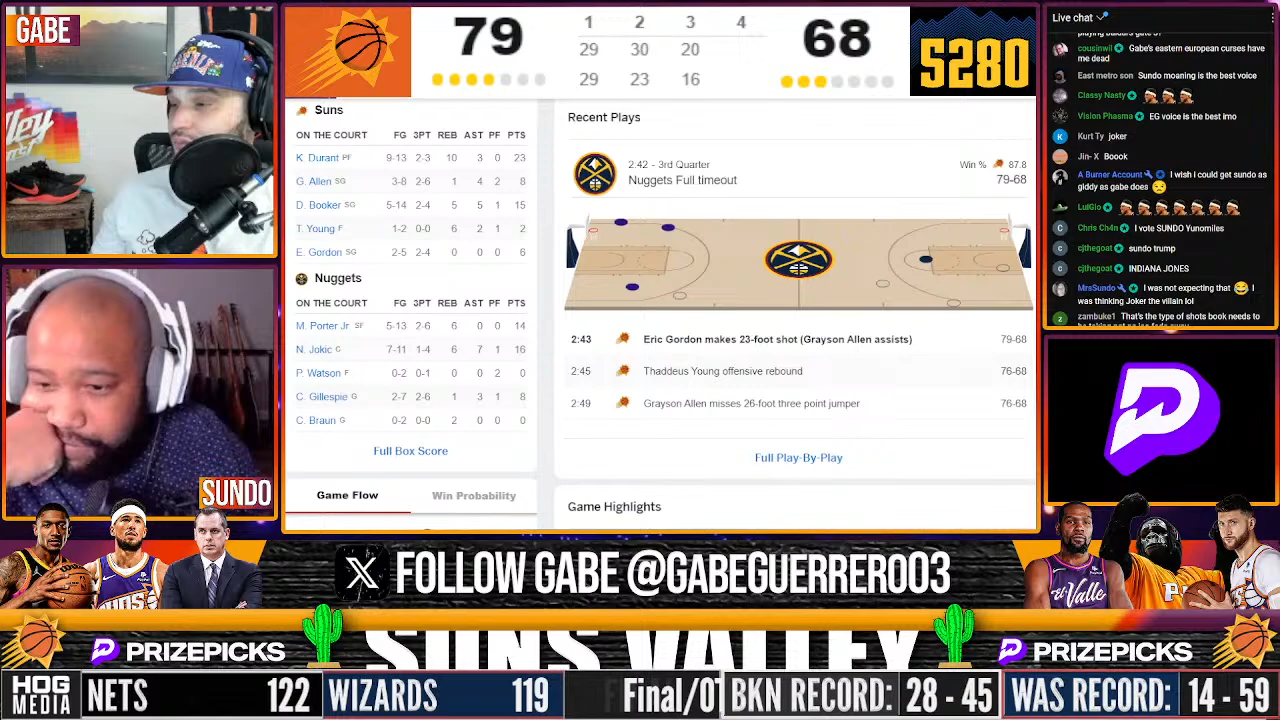 GABE
79
1 2 3 4
68
29 30 20
29 23 16
5280
Suns
ON THE COURT FG 3PT REB AST PF PTS
K. Durant PF 9-13 2-3 10 3 0 23
G. Allen SG 3-8 2-6 1 4 2 8
D. Booker SG 5-14 2-4 5 5 1 15
T. Young F 1-2 0-0 6 2 1 2
E. Gordon SG 2-5 2-4 0 0 0 6
Nuggets
ON THE COURT FG 3PT REB AST PF PTS
M. Porter Jr SF 5-13 2-6 6 0 0 14
N. Jokic C 7-11 1-4 6 7 1 16
P. Watson F 0-2 0-1 0 0 2 0
C. Gillespie G 2-7 2-6 1 3 1 8
C. Braun G 0-2 0-0 2 0 0 0
Full Box Score
Game Flow Win Probability
Recent Plays
2:42 - 3rd Quarter
Nuggets Full timeout
Win % 87.8
79-68
2:43 Eric Gordon makes 23-foot shot (Grayson Allen assists) 79-68
2:45 Thaddeus Young offensive rebound 76-68
2:49 Grayson Allen misses 26-foot three point jumper 76-68
Full Play-By-Play
Game Highlights
Live chat
cousinwil Gabe's eastern european curses have
me dead
East metro son Sundo moaning is the best voice
Classy Nasty
Vision Phasma EG voice is the best imo
Kurt Ty joker
Jin- X Boook
A Burner Account I wish i could get sundo as
giddy as gabe does
LulGlo
Chris Ch4n I vote SUNDO Yunomiles
cjthegoat sundo trump
cjthegoat INDIANA JONES
MrsSundo I was not expecting that I
was thinking Joker the villain lol
zambuke1 That's the type of shots book needs to
SUNDO
FOLLOW GABE @GABEGUERRERO03
PRIZEPICKS
SUNS VALLEY
PRIZEPICKS
HOG
MEDIA
NETS 122
WIZARDS 119
Final/OT
BKN RECORD: 28 - 45
WAS RECORD: 14 - 59